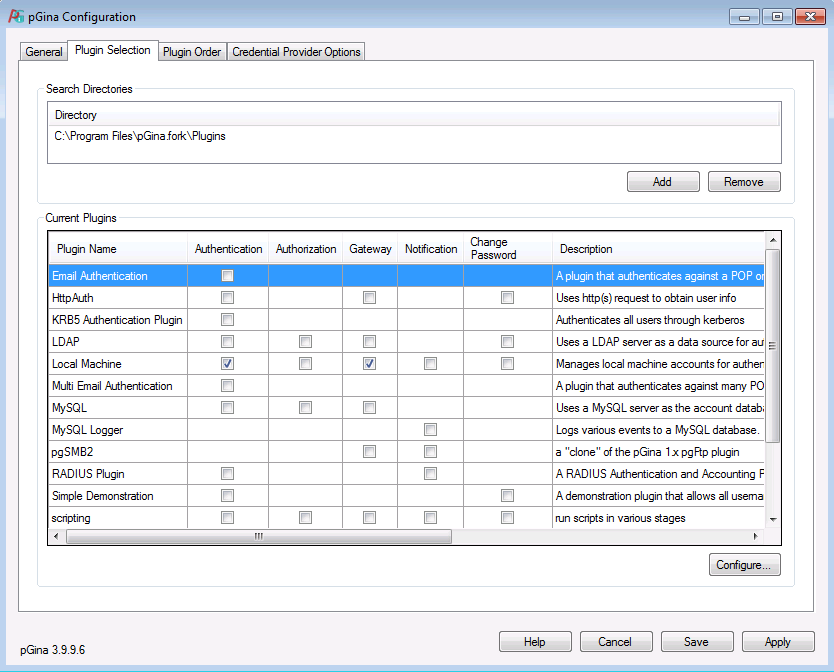 pGina Configuration
General Plugin Selection Plugin Order Credential Provider Options
Search Directories
Directory
C:\Program Files\pGina.fork\Plugins
Add Remove
Current Plugins
Plugin Name Authentication Authorization Gateway Notification Change Password Description
Email Authentication A plugin that authenticates against a POP or
HttpAuth Uses http(s) request to obtain user info
KRB5 Authentication Plugin Authenticates all users through kerberos
LDAP Uses a LDAP server as a data source for au
Local Machine Manages local machine accounts for authen
Multi Email Authentication A plugin that authenticates against many PO
MySQL Uses a MySQL server as the account datab
MySQL Logger Logs various events to a MySQL database.
pgSMB2 a "clone" of the pGina 1.x pgFtp plugin
RADIUS Plugin A RADIUS Authentication and Accounting
Simple Demonstration A demonstration plugin that allows all userna
scripting run scripts in various stages
Configure...
pGina 3.9.9.6
Help Cancel Save Apply